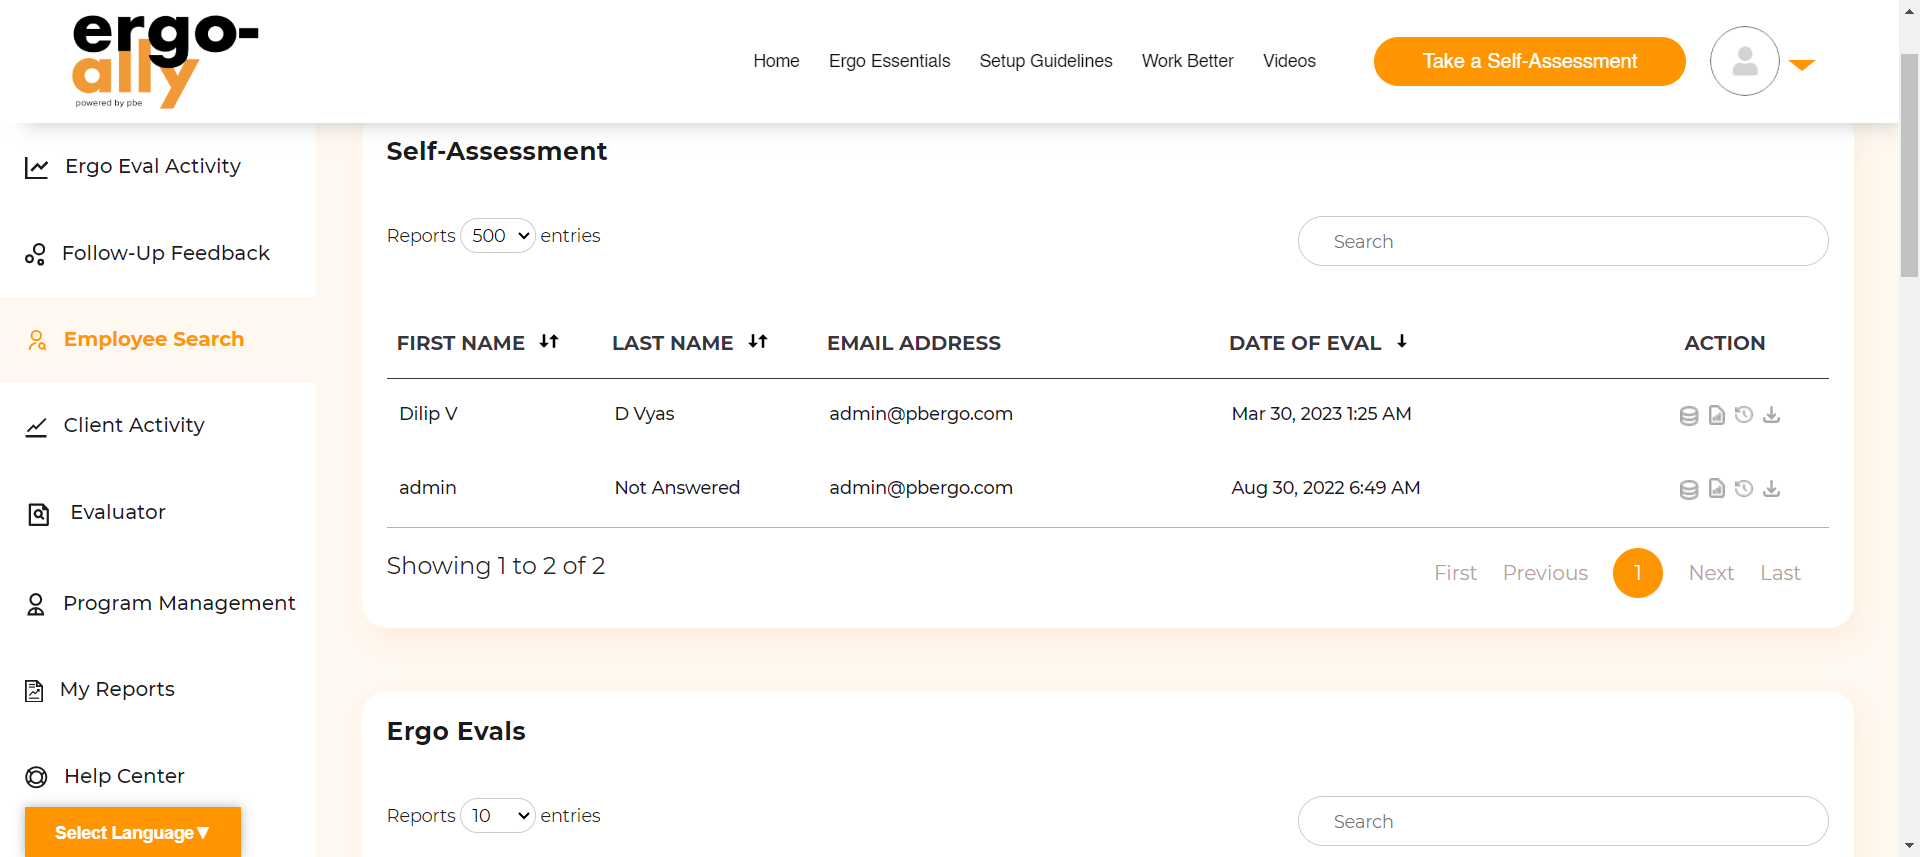 ergo-
ally
powered by pbe
Home Ergo Essentials Setup Guidelines Work Better Videos Take a Self-Assessment
Ergo Eval Activity
Follow-Up Feedback
Employee Search
Client Activity
Evaluator
Program Management
My Reports
Help Center
Select Language▼
Self-Assessment
Reports 500 entries Search
FIRST NAME LAST NAME EMAIL ADDRESS DATE OF EVAL ACTION
Dilip V D Vyas admin@pbergo.com Mar 30, 2023 1:25 AM
admin Not Answered admin@pbergo.com Aug 30, 2022 6:49 AM
Showing 1 to 2 of 2 First Previous 1 Next Last
Ergo Evals
Reports 10 entries Search